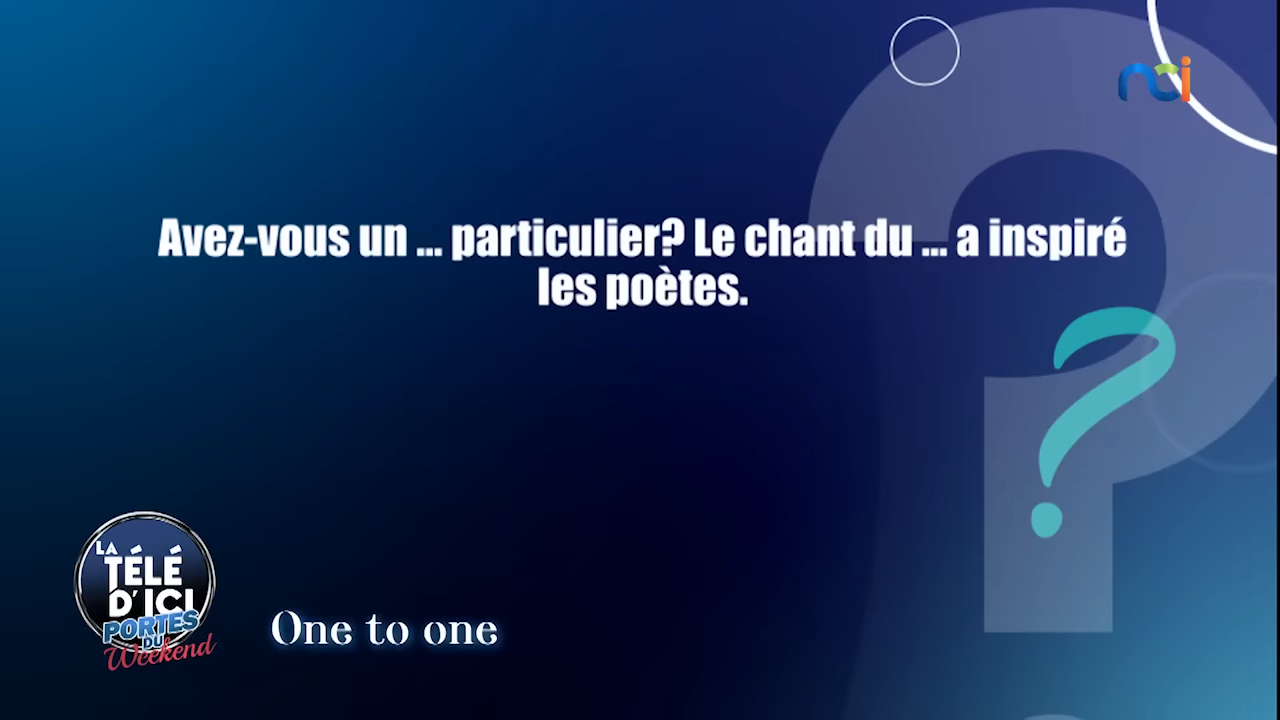 nci
Avez-vous un ... particulier? Le chant du ... a inspiré
les poètes.
?
LA
TÉLÉ
D'ICI
PORTES
DU
Weekend
One to one